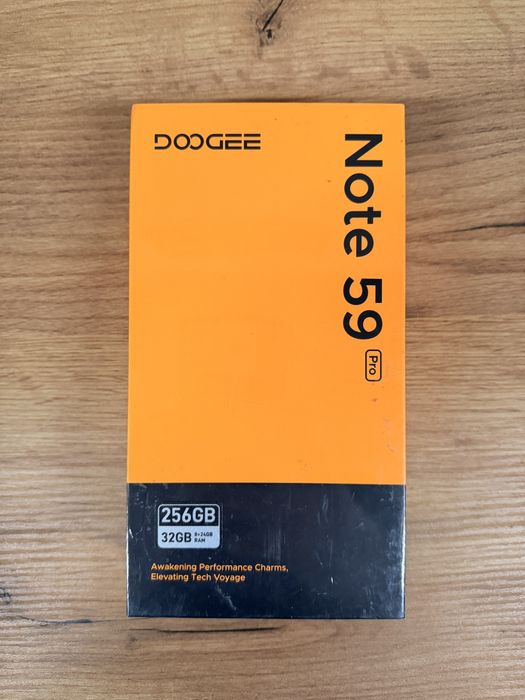 DOOGEE
Note 59 Pro
256GB
32GB 8+24GB RAM
Awakening Performance Charms,
Elevating Tech Voyage